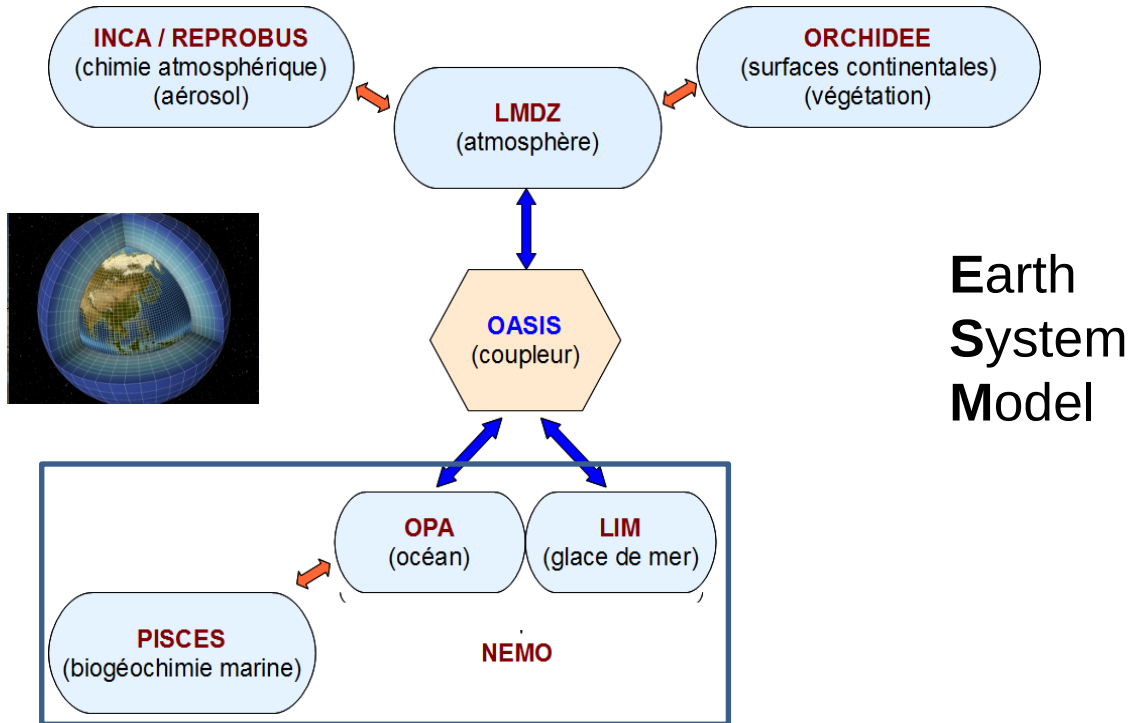 INCA / REPROBUS
(chimie atmosphérique)
(aérosol)
ORCHIDEE
(surfaces continentales)
(végétation)
LMDZ
(atmosphère)
OASIS
(coupleur)
Earth
System
Model
OPA
(océan)
LIM
(glace de mer)
PISCES
(biogéochimie marine)
NEMO